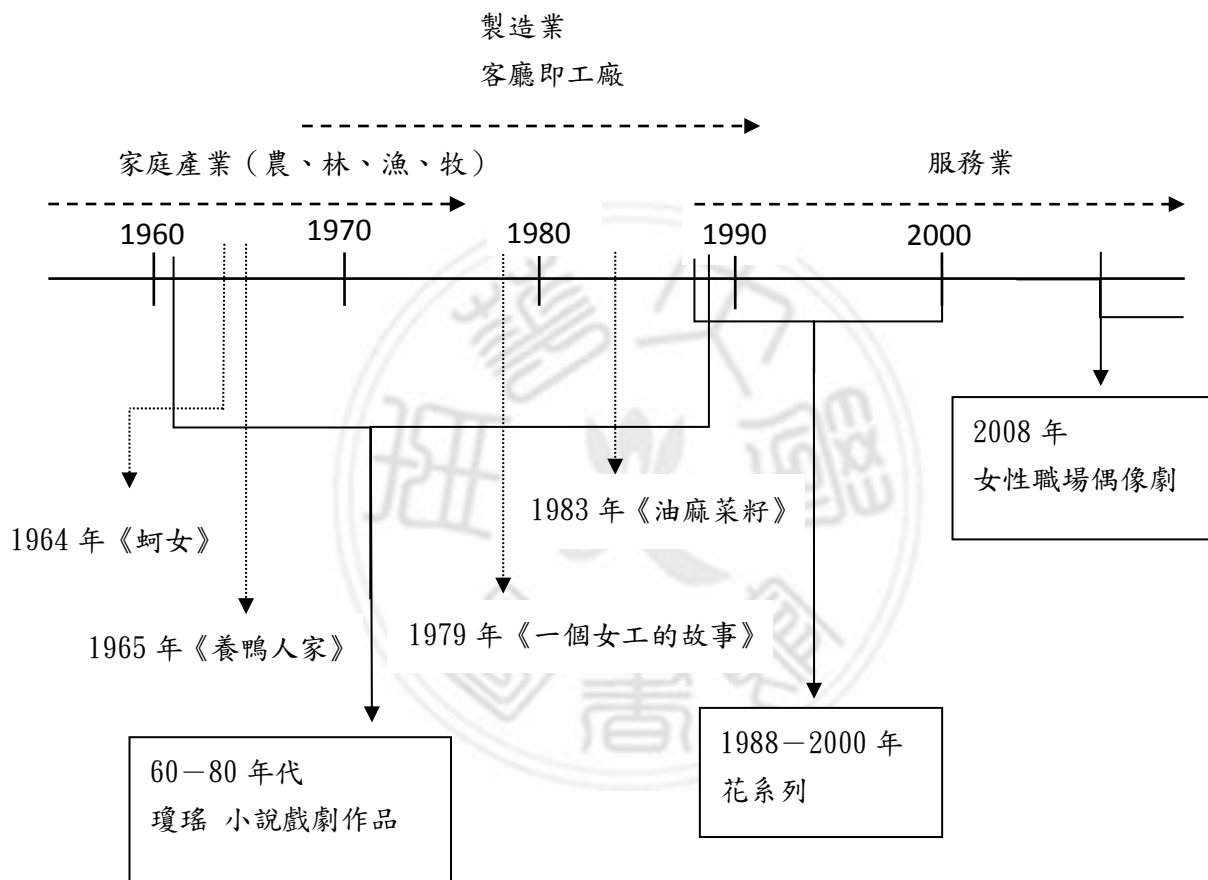 製造業
客廳即工廠
家庭產業（農、林、漁、牧）
服務業
1960
1970
1980
1990
2000
1964 年《蚵女》
1965 年《養鴨人家》
1979 年《一個女工的故事》
1983 年《油麻菜籽》
2008 年
女性職場偶像劇
60－80 年代
瓊瑤 小說戲劇作品
1988－2000 年
花系列